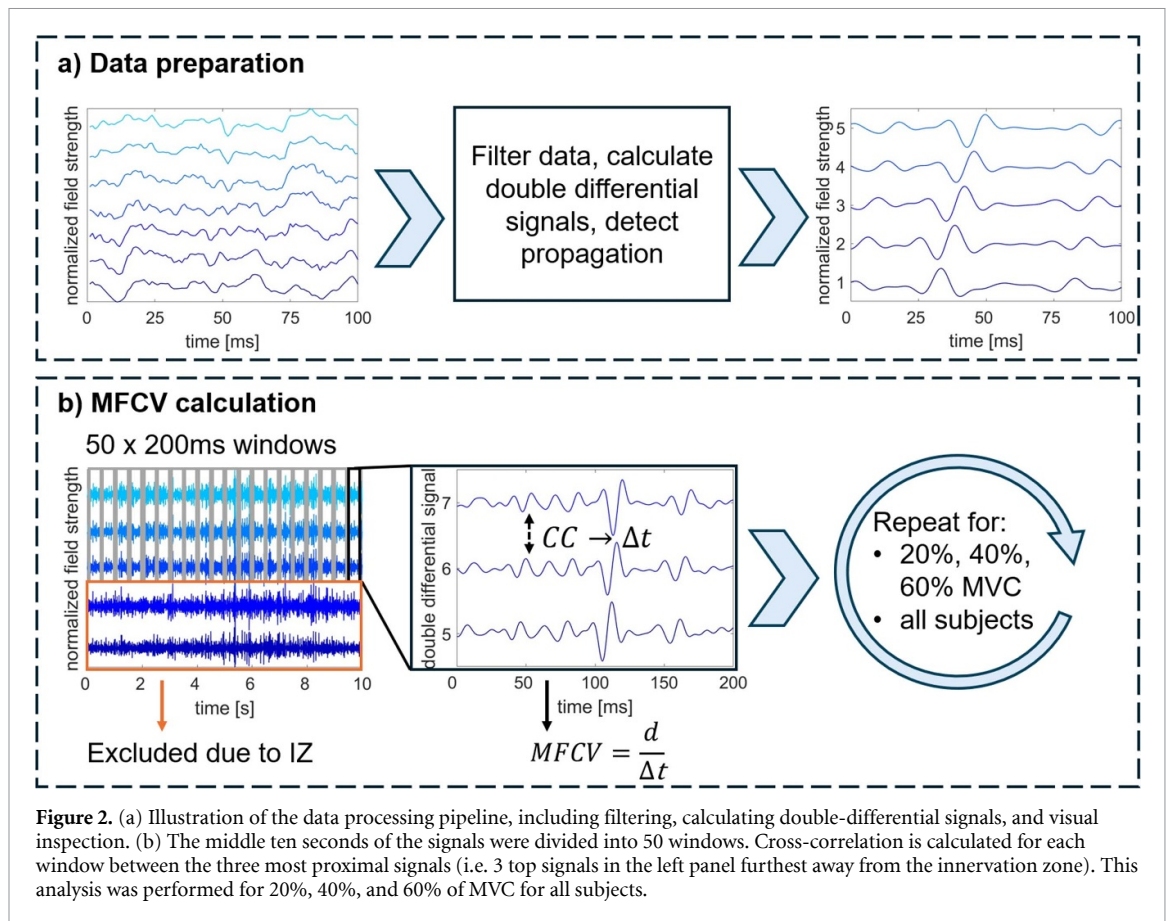 a) Data preparation
normalized field strength
0 25 50 75 100
time [ms]
Filter data, calculate
double differential
signals, detect
propagation
normalized field strength
5
4
3
2
1
0 25 50 75 100
time [ms]
b) MFCV calculation
50 x 200ms windows
normalized field strength
0 2 4 6 8 10
time [s]
Excluded due to IZ
double differential signal
7
6
5
CC → Δt
0 50 100 150 200
time [ms]
MFCV = d
Δt
Repeat for:
• 20%, 40%,
60% MVC
• all subjects
Figure 2. (a) Illustration of the data processing pipeline, including filtering, calculating double-differential signals, and visual
inspection. (b) The middle ten seconds of the signals were divided into 50 windows. Cross-correlation is calculated for each
window between the three most proximal signals (i.e. 3 top signals in the left panel furthest away from the innervation zone). This
analysis was performed for 20%, 40%, and 60% of MVC for all subjects.